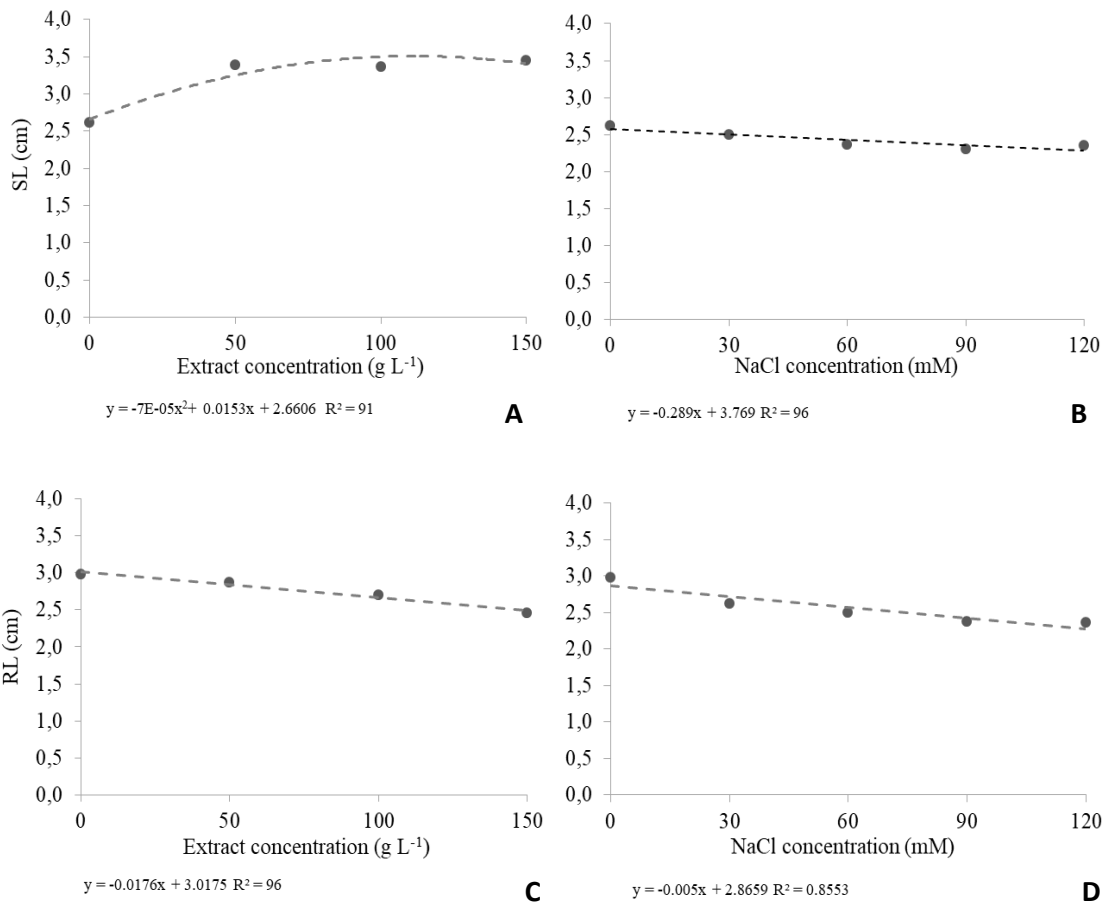 4,0
3,5
3,0
2,5
2,0
1,5
1,0
0,5
0,0
SL (cm)
0 50 100 150
Extract concentration (g L⁻¹)
y = -7E-05x²+ 0.0153x + 2.6606 R² = 91
A
4,0
3,5
3,0
2,5
2,0
1,5
1,0
0,5
0,0
0 30 60 90 120
NaCl concentration (mM)
y = -0.289x + 3.769 R² = 96
B
4,0
3,5
3,0
2,5
2,0
1,5
1,0
0,5
0,0
RL (cm)
0 50 100 150
Extract concentration (g L⁻¹)
y = -0.0176x + 3.0175 R² = 96
C
4,0
3,5
3,0
2,5
2,0
1,5
1,0
0,5
0,0
0 30 60 90 120
NaCl concentration (mM)
y = -0.005x + 2.8659 R² = 0.8553
D